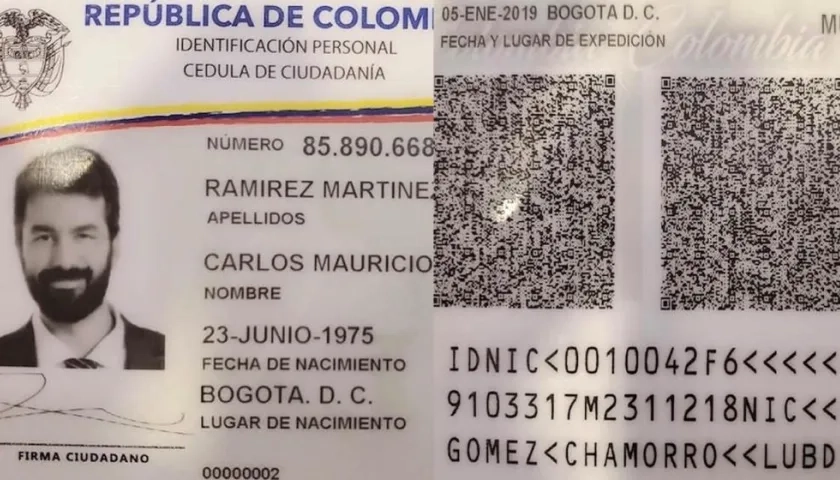 REPÚBLICA DE COLOM
IDENTIFICACIÓN PERSONAL
CEDULA DE CIUDADANÍA
NÚMERO 85.890.668
RAMIREZ MARTINEZ
APELLIDOS
CARLOS MAURICIO
NOMBRE
23-JUNIO-1975
FECHA DE NACIMIENTO
BOGOTA. D. C.
LUGAR DE NACIMIENTO
FIRMA CIUDADANO
00000002
05-ENE-2019 BOGOTA D. C.
FECHA Y LUGAR DE EXPEDICIÓN
Colombia
IDNIC<0010042F6<<<<<
9103317M2311218NIC<<
GOMEZ<CHAMORRO<<LUBD